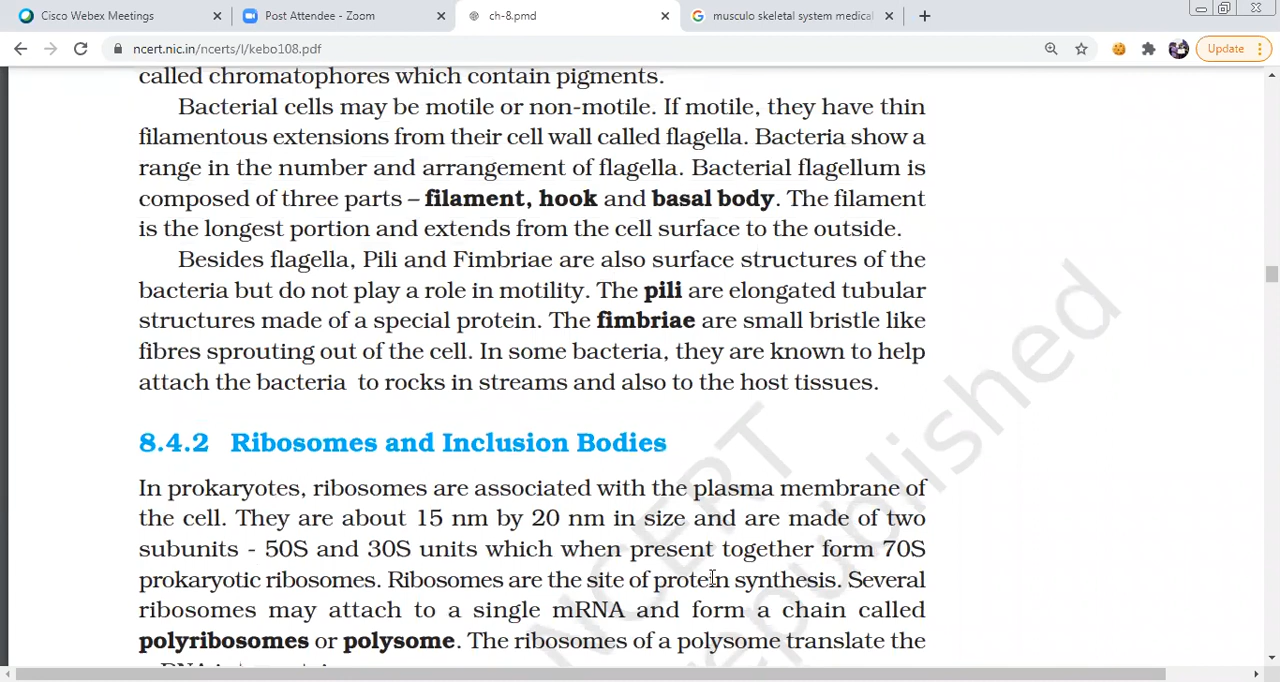 Cisco Webex Meetings
Post Attendee - Zoom
ch-8.pmd
musculo skeletal system medical
ncert.nic.in/ncerts/l/kebo108.pdf
Update
called chromatophores which contain pigments.
Bacterial cells may be motile or non-motile. If motile, they have thin
filamentous extensions from their cell wall called flagella. Bacteria show a
range in the number and arrangement of flagella. Bacterial flagellum is
composed of three parts – filament, hook and basal body. The filament
is the longest portion and extends from the cell surface to the outside.
Besides flagella, Pili and Fimbriae are also surface structures of the
bacteria but do not play a role in motility. The pili are elongated tubular
structures made of a special protein. The fimbriae are small bristle like
fibres sprouting out of the cell. In some bacteria, they are known to help
attach the bacteria to rocks in streams and also to the host tissues.
8.4.2 Ribosomes and Inclusion Bodies
In prokaryotes, ribosomes are associated with the plasma membrane of
the cell. They are about 15 nm by 20 nm in size and are made of two
subunits - 50S and 30S units which when present together form 70S
prokaryotic ribosomes. Ribosomes are the site of protein synthesis. Several
ribosomes may attach to a single mRNA and form a chain called
polyribosomes or polysome. The ribosomes of a polysome translate the
NCERT
republished